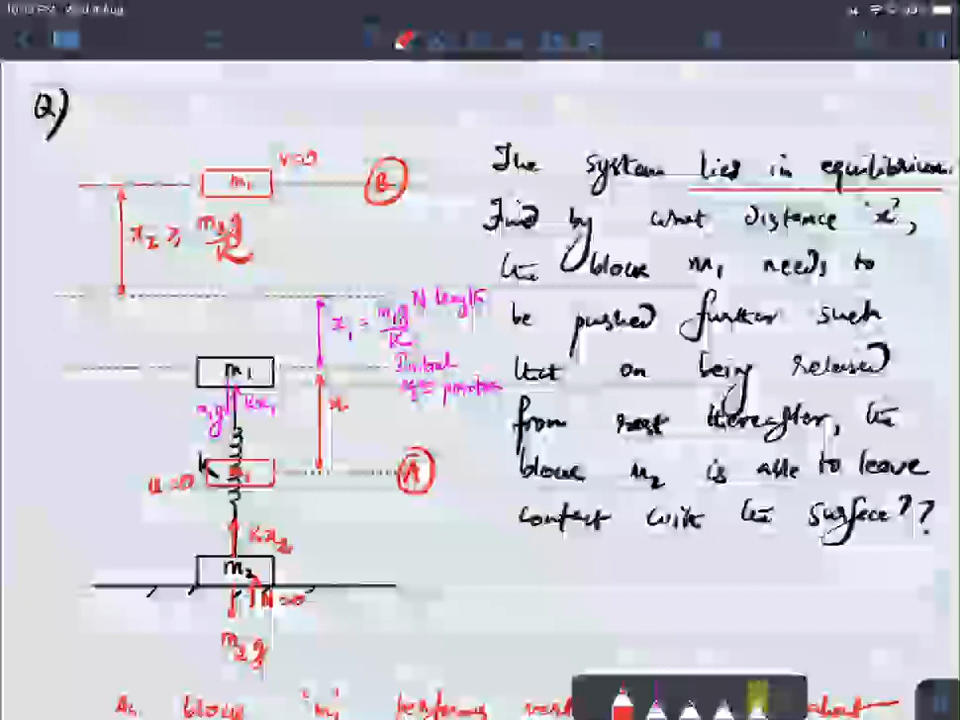 Q)
The system lies in equilibrium.
Find by what distance 'x',
the block m₁ needs to
be pushed further such
that on being released
from rest thereafter, the
block m₂ is able to leave
contact with the surface??
m₁ v=0 B
x₂ ≥ m₂g/K
N length
x₁ = m₁g/K
Initial
m₁
m₁g Kx₁
x
K
u=0 A
Kx₂
m₂
N=0
m₂g
block 'm₁' about